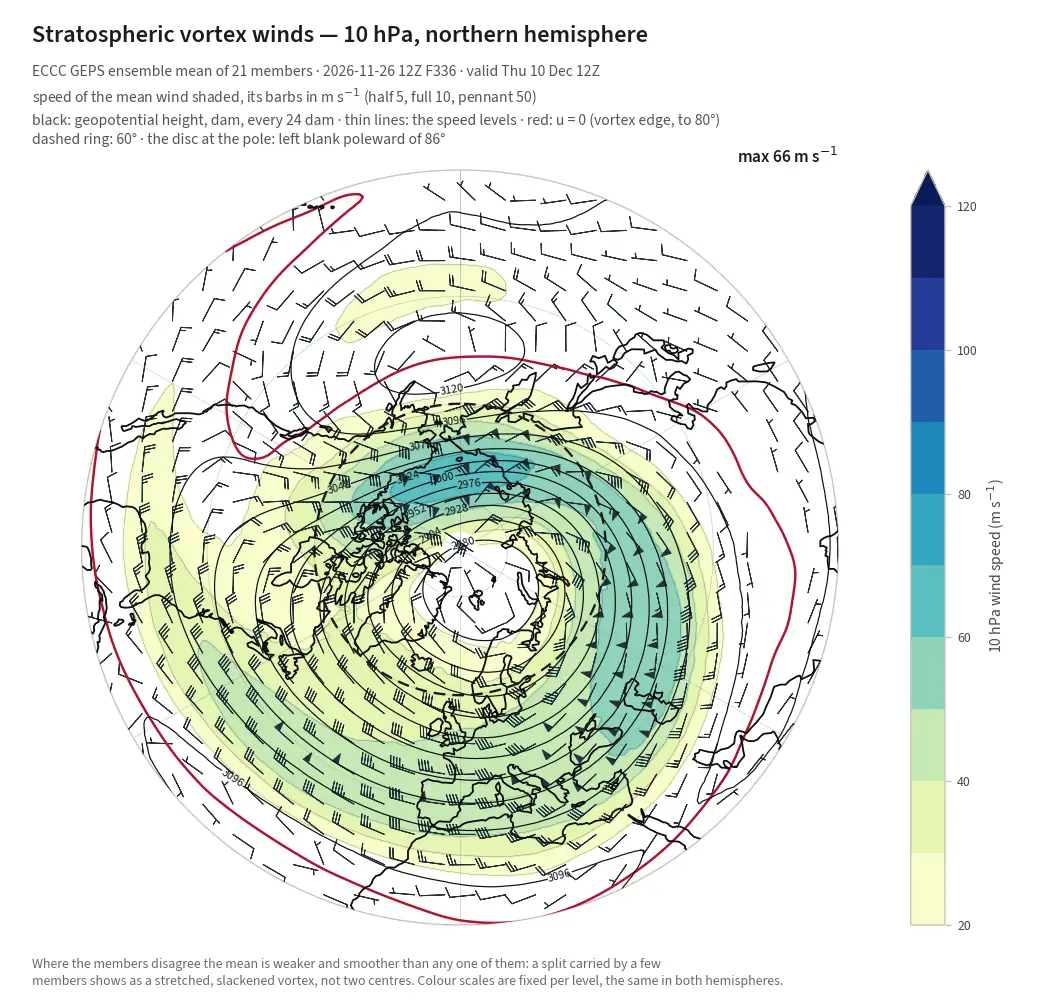 Stratospheric vortex winds — 10 hPa, northern hemisphere
ECCC GEPS ensemble mean of 21 members · 2026-11-26 12Z F336 · valid Thu 10 Dec 12Z
speed of the mean wind shaded, its barbs in m s⁻¹ (half 5, full 10, pennant 50)
black: geopotential height, dam, every 24 dam · thin lines: the speed levels · red: u = 0 (vortex edge, to 80°)
dashed ring: 60° · the disc at the pole: left blank poleward of 86°
max 66 m s⁻¹
120
100
80
60
40
20
10 hPa wind speed (m s⁻¹)
3120
3048
3000
2976
2952
2928
3096
3096
Where the members disagree the mean is weaker and smoother than any one of them: a split carried by a few
members shows as a stretched, slackened vortex, not two centres. Colour scales are fixed per level, the same in both hemispheres.